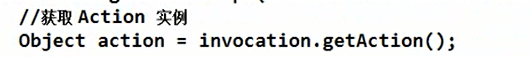 //获取 Action 实例
Object action = invocation.getAction();